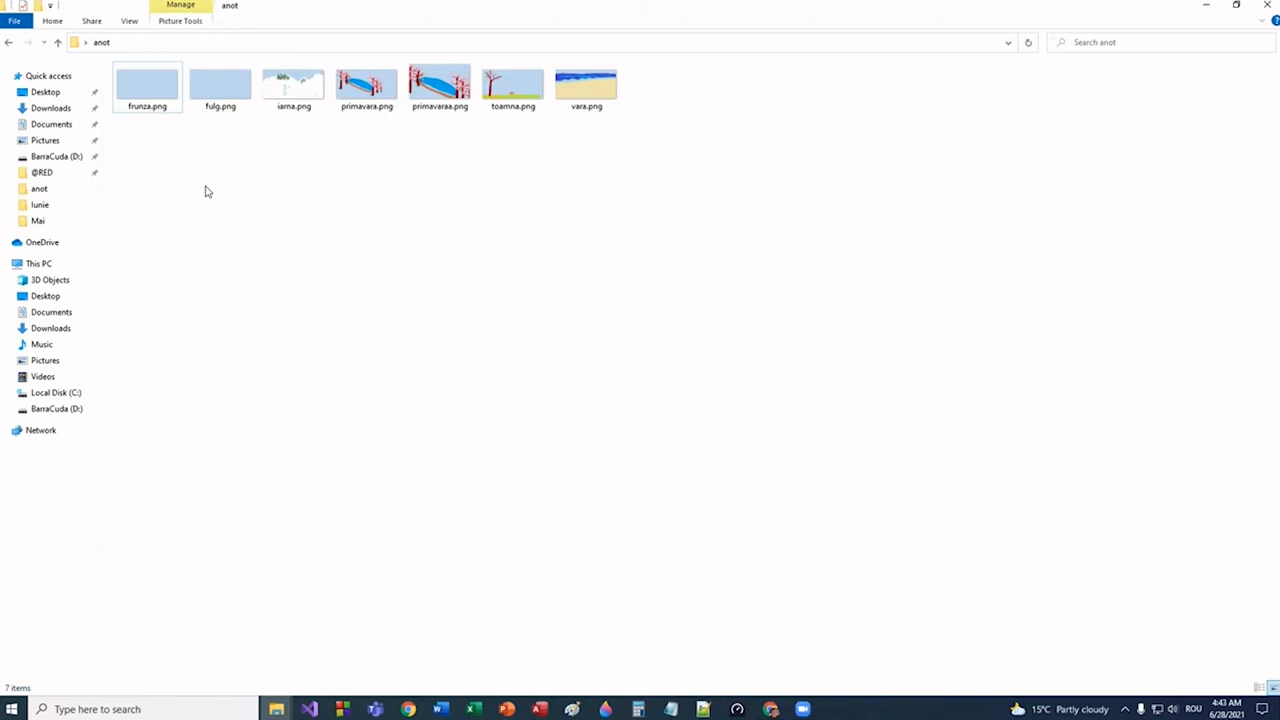 Manage
anot
File
Home
Share
View
Picture Tools
anot
Search anot
Quick access
Desktop
Downloads
Documents
Pictures
BarraCuda (D:)
@RED
anot
Iunie
Mai
OneDrive
This PC
3D Objects
Desktop
Documents
Downloads
Music
Pictures
Videos
Local Disk (C:)
BarraCuda (D:)
Network
frunza.png
fulg.png
iarna.png
primavara.png
primavaraa.png
toamna.png
vara.png
7 items
Type here to search
15°C Partly cloudy
ROU
4:43 AM
6/28/2021